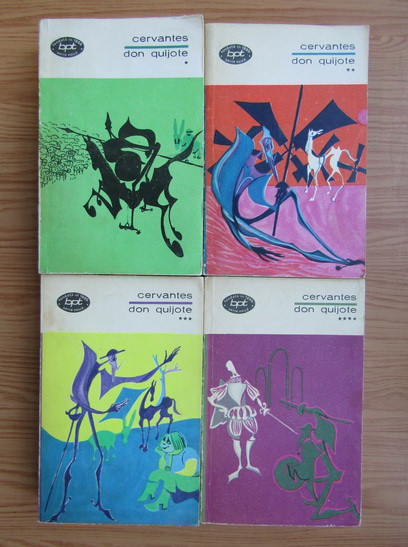 bpt
cervantes
don quijote
*
bpt
cervantes
don quijote
**
bpt
cervantes
don quijote
***
bpt
cervantes
don quijote
****